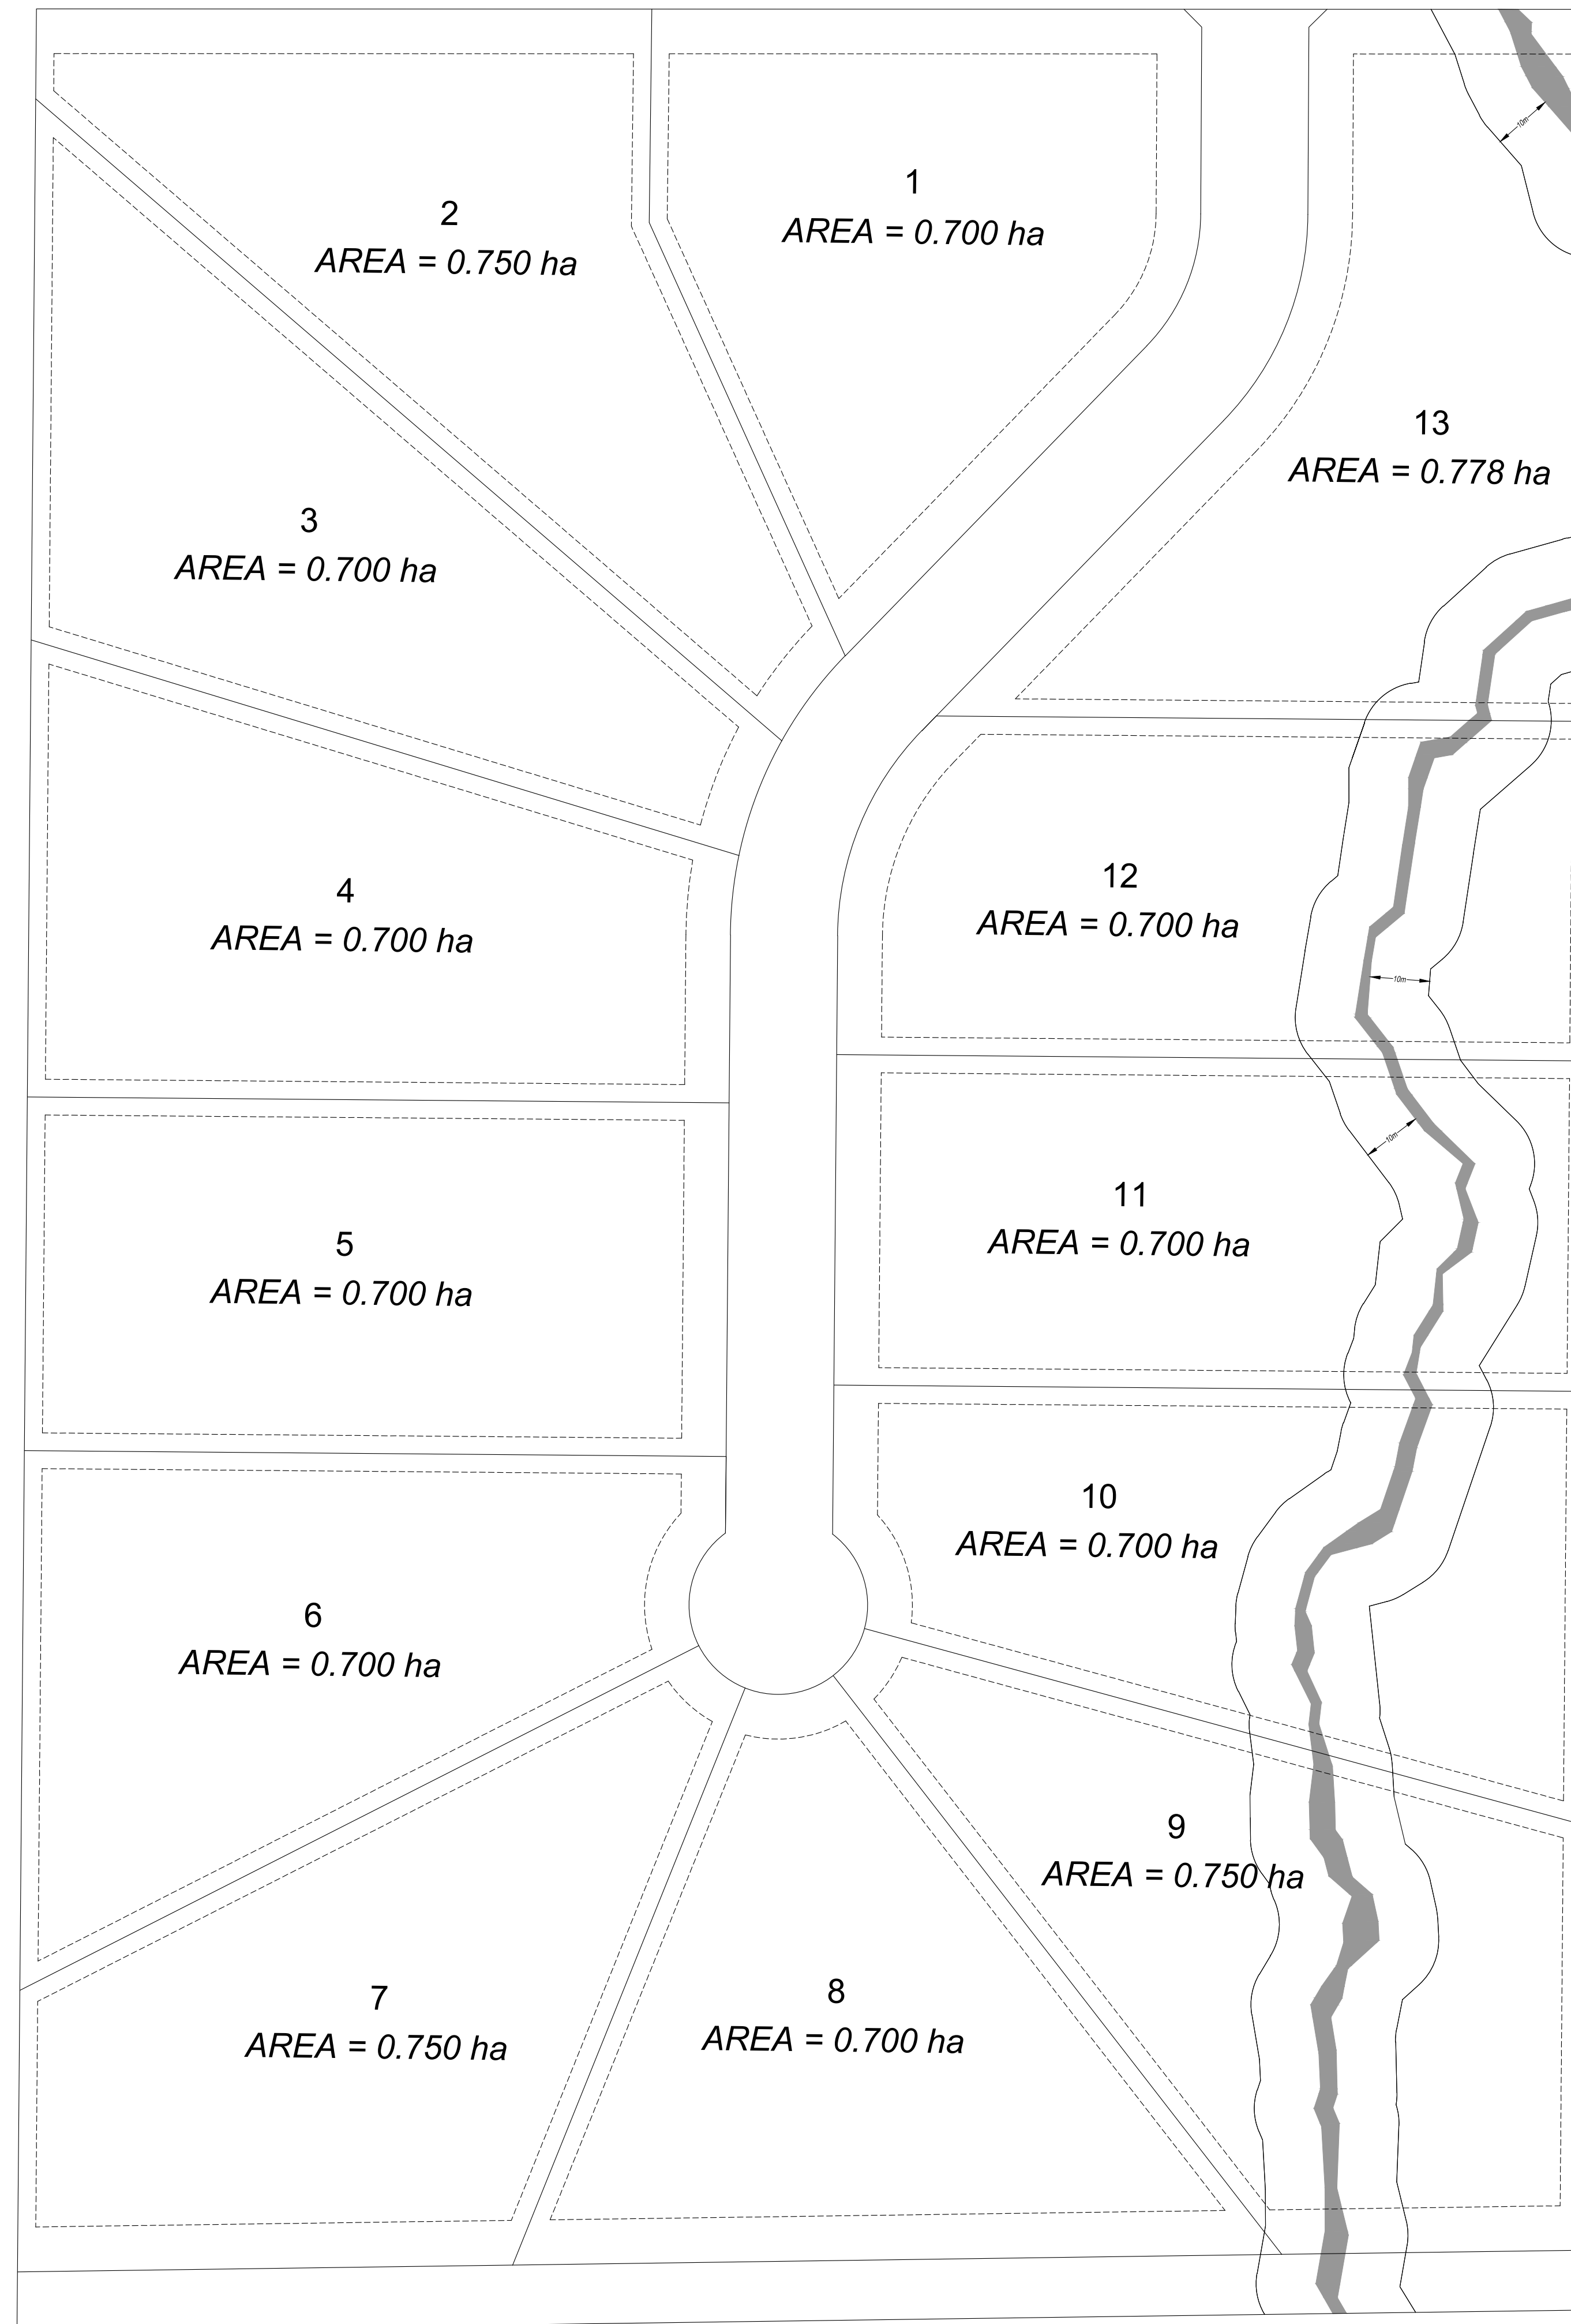 1
AREA = 0.700 ha
2
AREA = 0.750 ha
10m
13
AREA = 0.778 ha
3
AREA = 0.700 ha
12
AREA = 0.700 ha
4
AREA = 0.700 ha
10m
10m
11
AREA = 0.700 ha
5
AREA = 0.700 ha
10
AREA = 0.700 ha
6
AREA = 0.700 ha
9
AREA = 0.750 ha
7
AREA = 0.750 ha
8
AREA = 0.700 ha